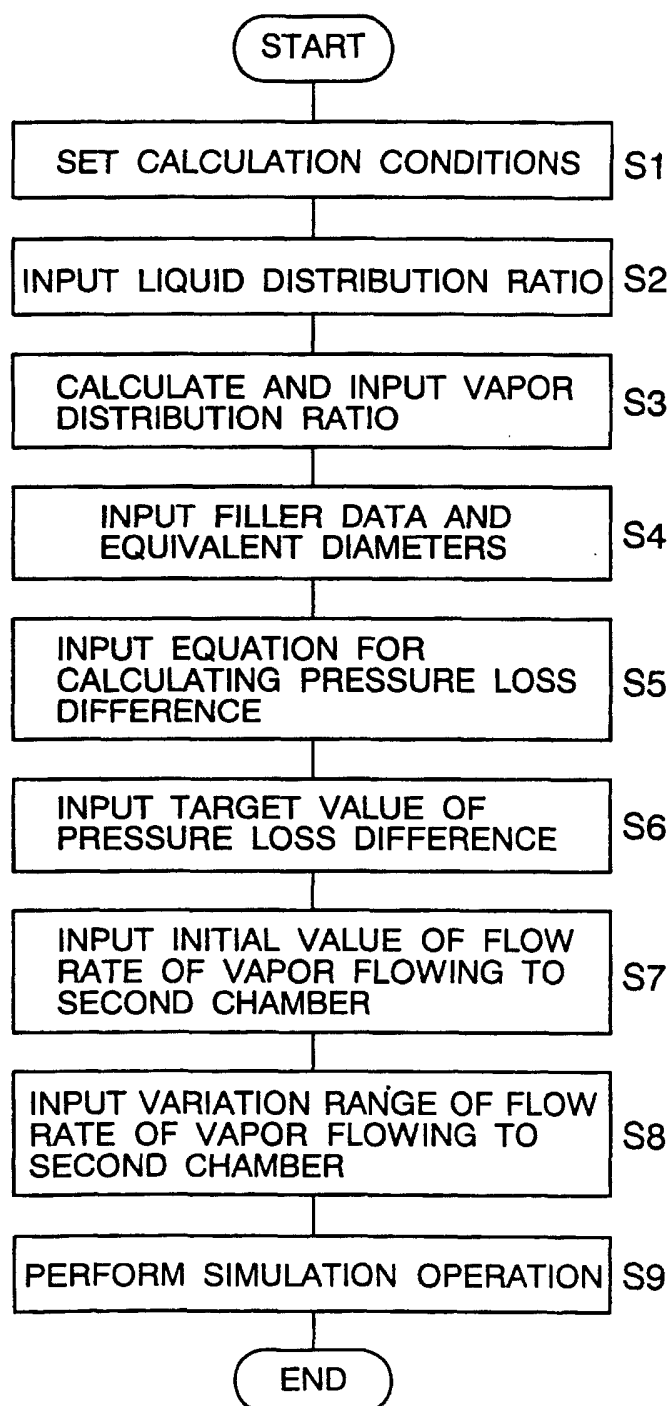 START
SET CALCULATION CONDITIONS S1
INPUT LIQUID DISTRIBUTION RATIO S2
CALCULATE AND INPUT VAPOR
DISTRIBUTION RATIO
S3
INPUT FILLER DATA AND
EQUIVALENT DIAMETERS
S4
INPUT EQUATION FOR
CALCULATING PRESSURE LOSS
DIFFERENCE
S5
INPUT TARGET VALUE OF
PRESSURE LOSS DIFFERENCE
S6
INPUT INITIAL VALUE OF FLOW
RATE OF VAPOR FLOWING TO
SECOND CHAMBER
S7
INPUT VARIATION RANGE OF FLOW
RATE OF VAPOR FLOWING TO
SECOND CHAMBER
S8
PERFORM SIMULATION OPERATION S9
END